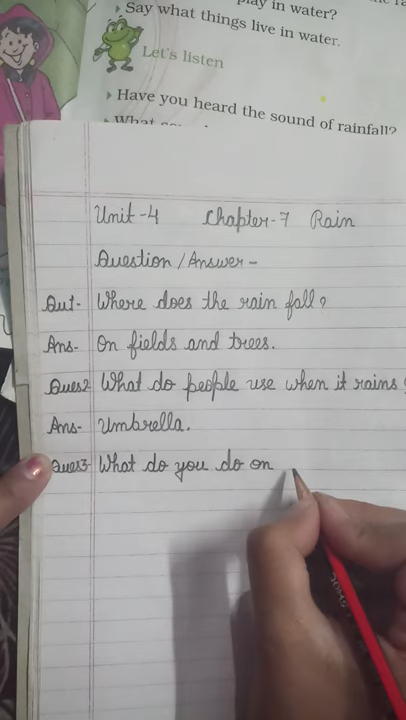 play in water?
Say what things live in water.
Let's listen
Have you heard the sound of rainfall?
What
Unit-4 Chapter-7 Rain
Question/Answer-
Qu1- Where does the rain fall?
Ans- On fields and trees.
Ques2 What do people use when it rains?
Ans- Umbrella.
Ques3- What do you do on